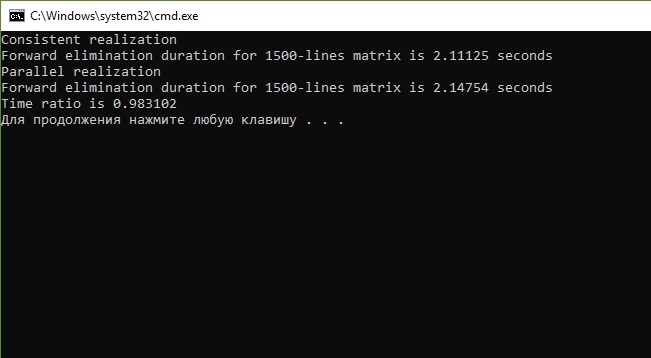 C:\Windows\system32\cmd.exe
Consistent realization
Forward elimination duration for 1500-lines matrix is 2.11125 seconds
Parallel realization
Forward elimination duration for 1500-lines matrix is 2.14754 seconds
Time ratio is 0.983102
Для продолжения нажмите любую клавишу . . .